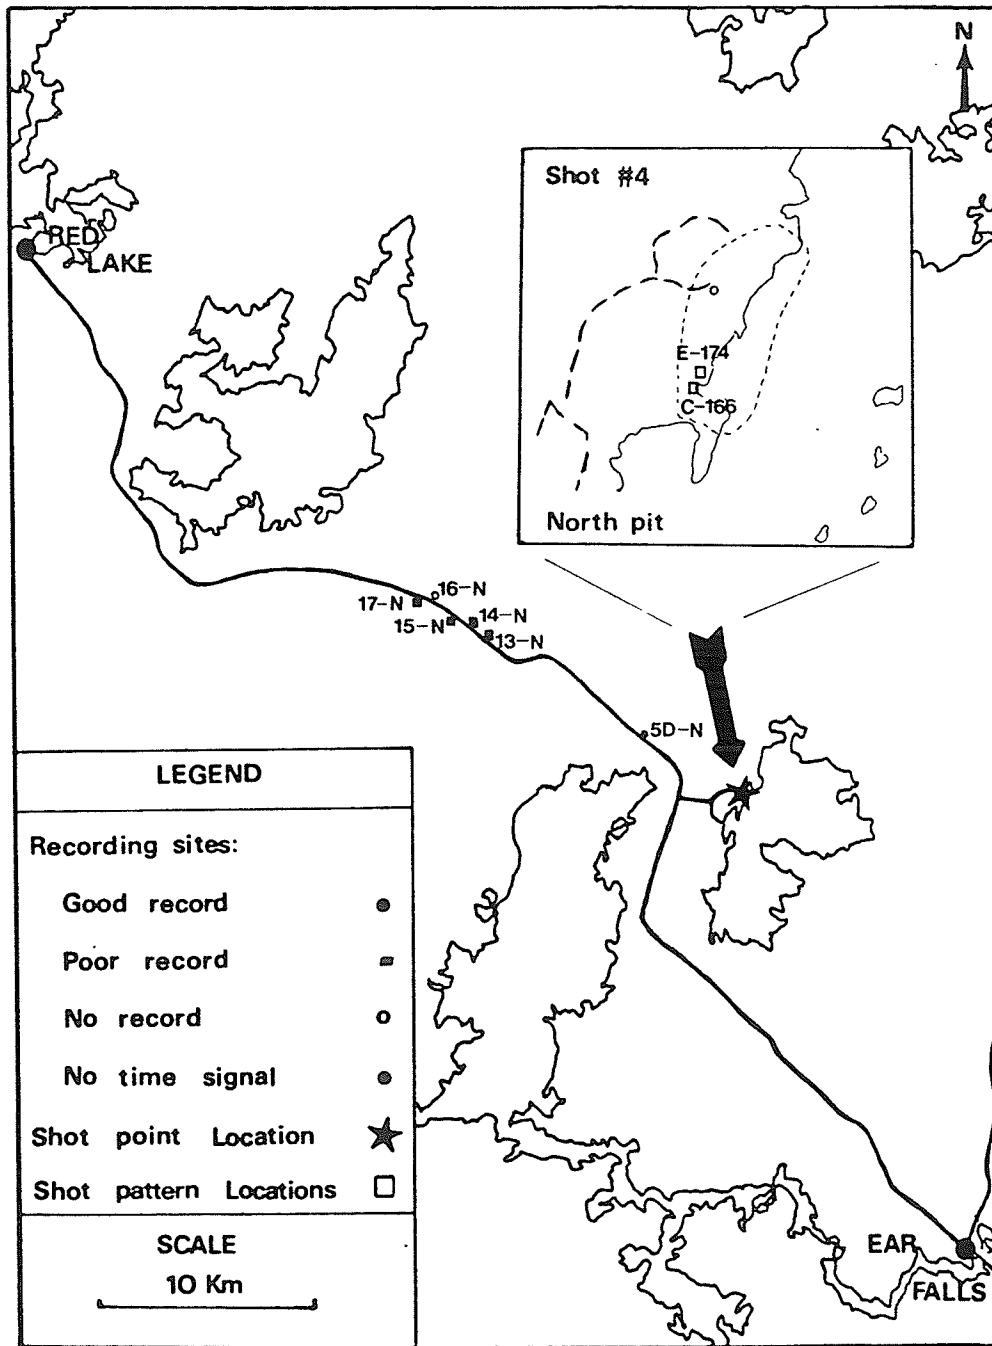 N
Shot #4
RED
LAKE
E-174
C-166
North pit
16-N
17-N
14-N
15-N
13-N
5D-N
LEGEND
Recording sites:
Good record
Poor record
No record
No time signal
Shot point Location
Shot pattern Locations
SCALE
10 Km
EAR
FALLS